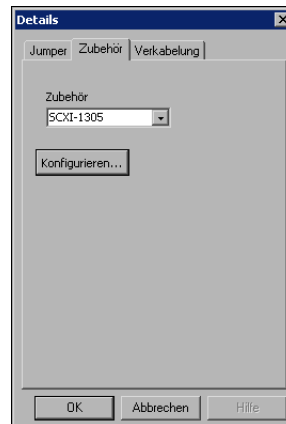 Details
Jumper Zubehör Verkabelung
Zubehör
SCXI-1305
Konfigurieren...
OK Abbrechen Hilfe